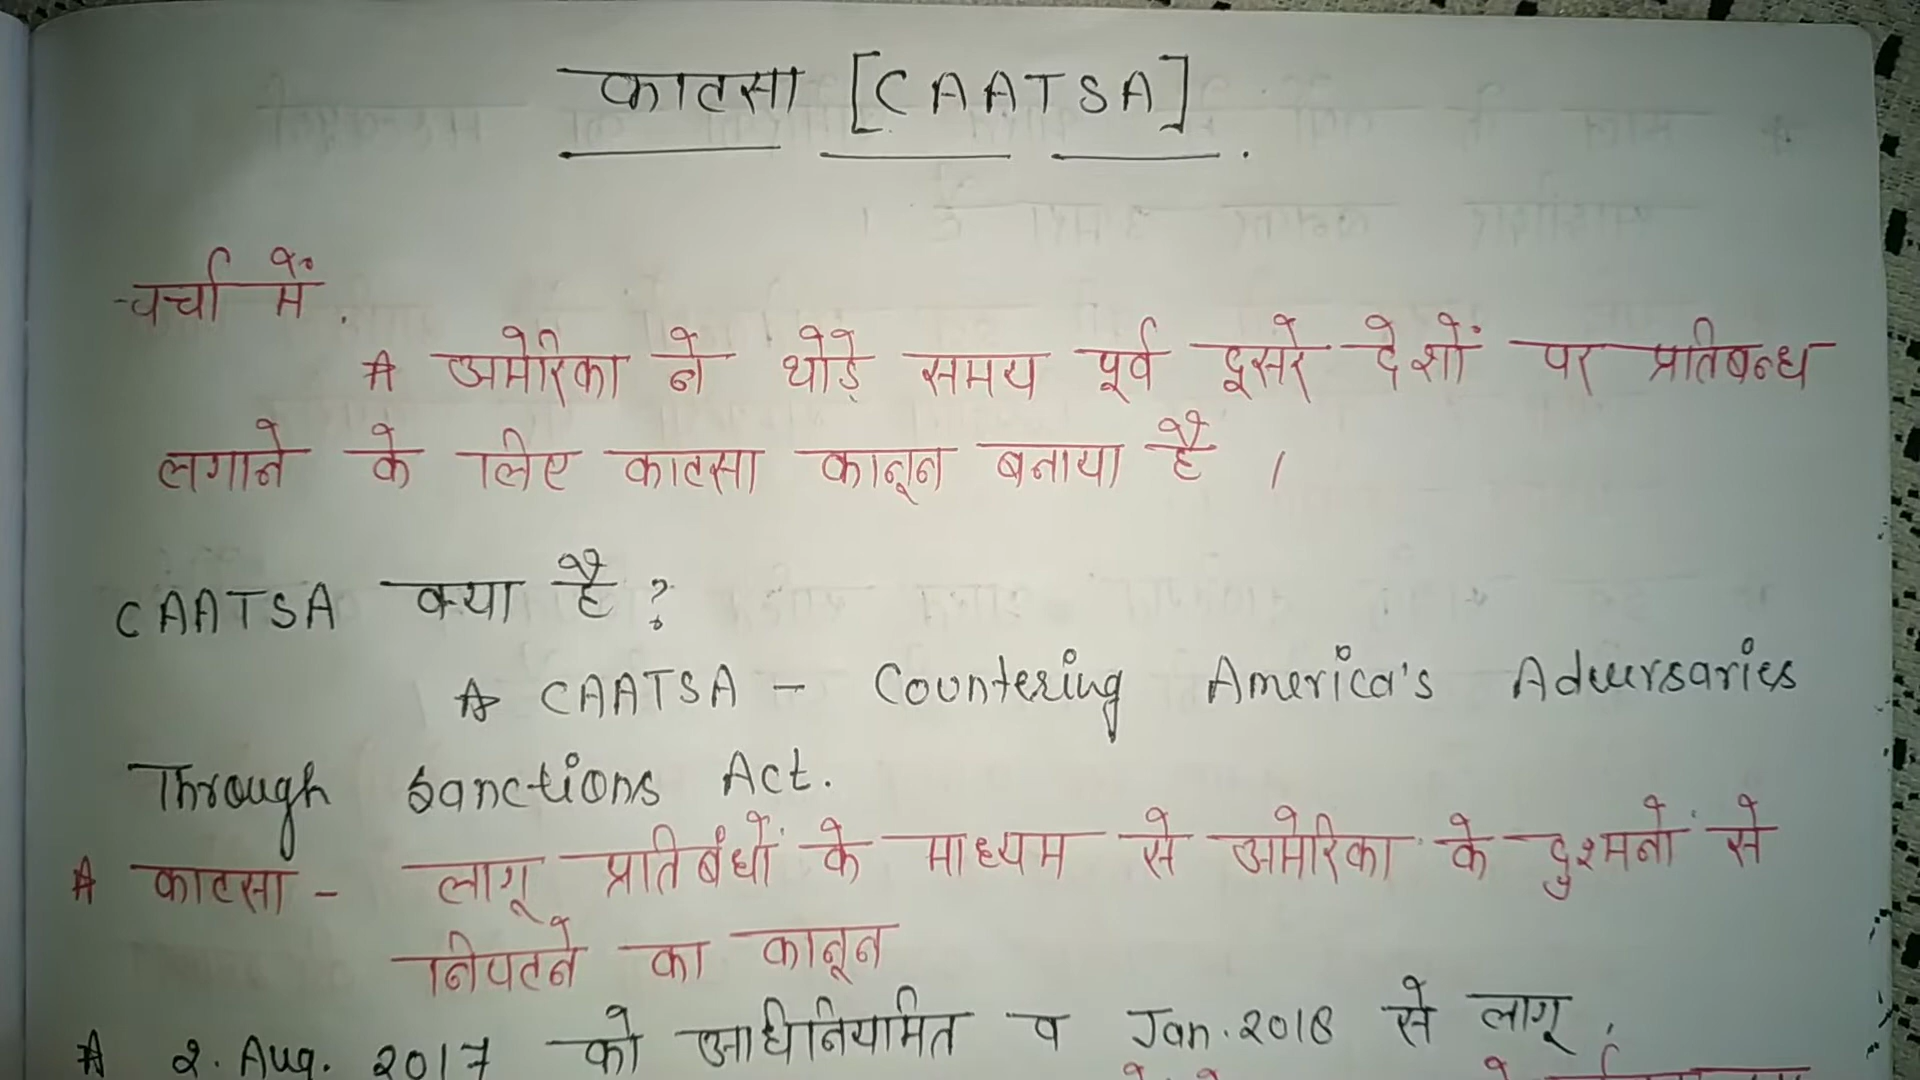 काटसा [CAATSA].
चर्चा में.
अमेरिका ने थोड़े समय पूर्व दूसरे देशों पर प्रतिबन्ध
लगाने के लिए काटसा कानून बनाया है ।
CAATSA क्या है ?
CAATSA - Countering America's Adversaries
Through Sanctions Act.
काटसा - लागू प्रतिबंधों के माध्यम से अमेरिका के दुश्मनों से
निपटने का कानून
2. Aug. 2017 को अधिनियमित व Jan. 2018 से लागू